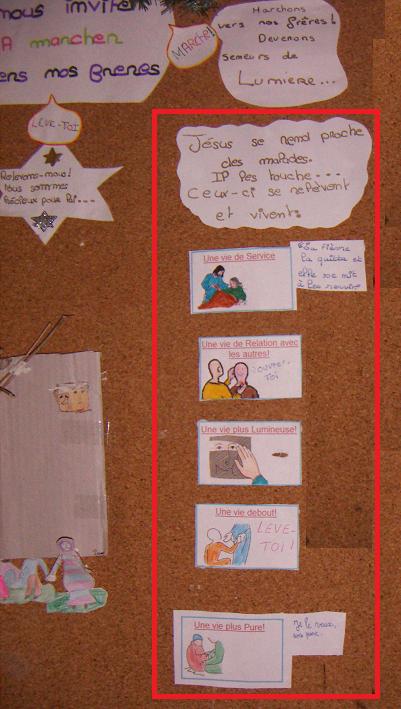 nous invite
à marcher
ers nos frères
MARCHE!
Marchons
vers nos frères!
Devenons
semeurs de
Lumière...
LEVE-TOI
Relevons-nous!
Nous sommes
Précieux pour lui...
Jésus se rend proche
des malades.
Il les touche...
Ceux-ci se relèvent
et vivent:
Une vie de Service
"La fièvre
la quitta et
elle se mit
à les servir"
Une vie de Relation avec
les autres!
OUVRE-
TOI
Une vie plus Lumineuse!
Une vie debout!
LEVE-
TOI!
Une vie plus Pure!
"Je le veux,
sois pur.